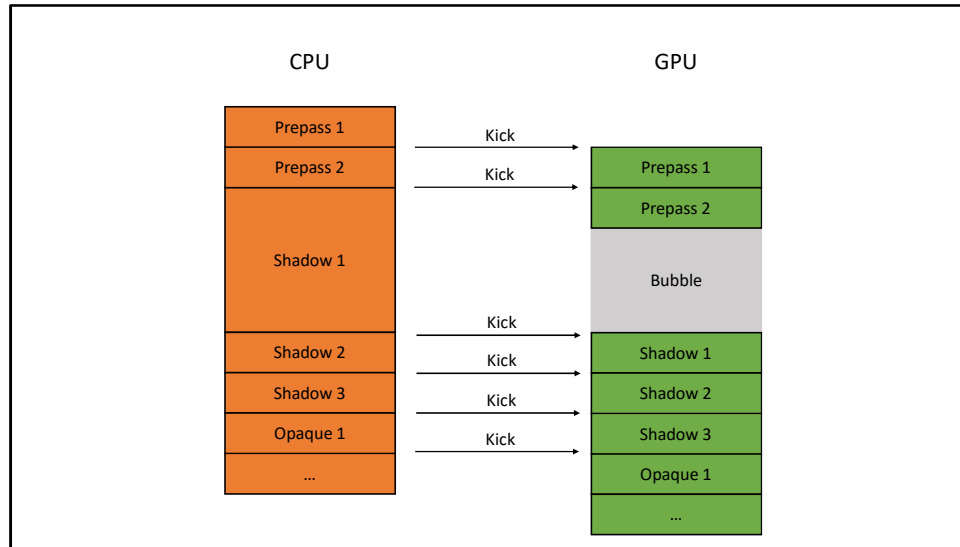 CPU
GPU
Prepass 1
Kick
Prepass 2
Kick
Prepass 1
Prepass 2
Shadow 1
Bubble
Kick
Shadow 2
Kick
Shadow 1
Shadow 3
Kick
Shadow 2
Opaque 1
Kick
Shadow 3
...
Opaque 1
...